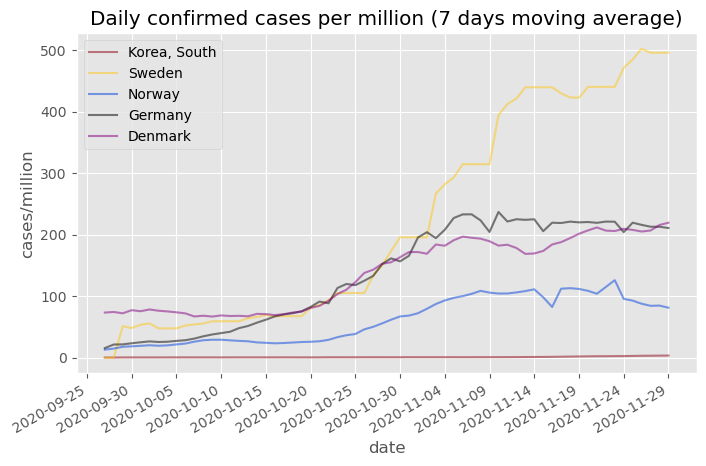 Daily confirmed cases per million (7 days moving average)
Korea, South
Sweden
Norway
Germany
Denmark
cases/million
500
400
300
200
100
0
2020-09-25
2020-09-30
2020-10-05
2020-10-10
2020-10-15
2020-10-20
2020-10-25
2020-10-30
2020-11-04
2020-11-09
2020-11-14
2020-11-19
2020-11-24
2020-11-29
date